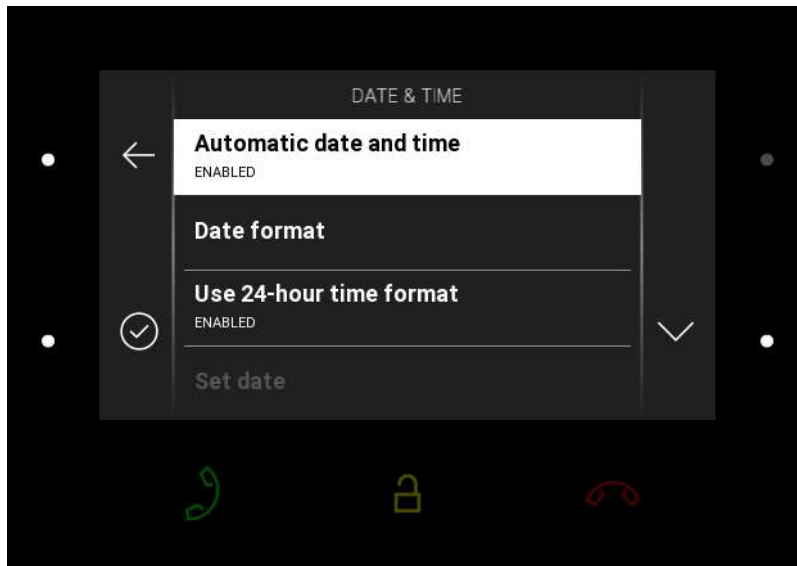 DATE & TIME
Automatic date and time
ENABLED
Date format
Use 24-hour time format
ENABLED
Set date